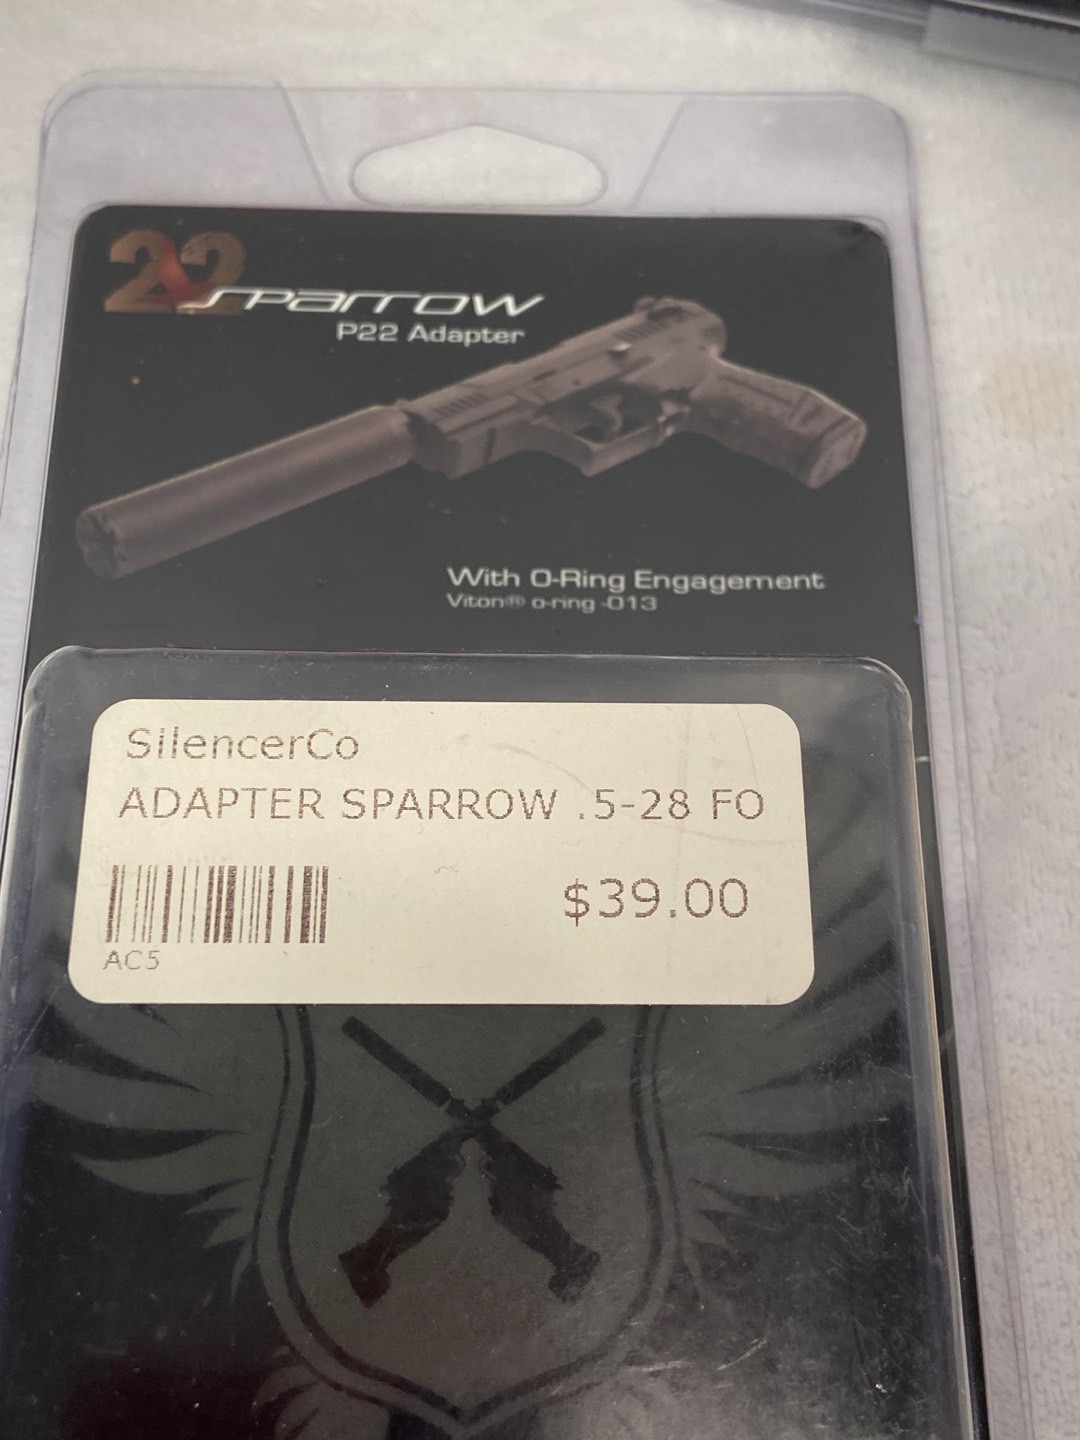 22 sparrow
P22 Adapter
With O-Ring Engagement
Viton® o-ring -013
SilencerCo
ADAPTER SPARROW .5-28 FO
$39.00
AC5